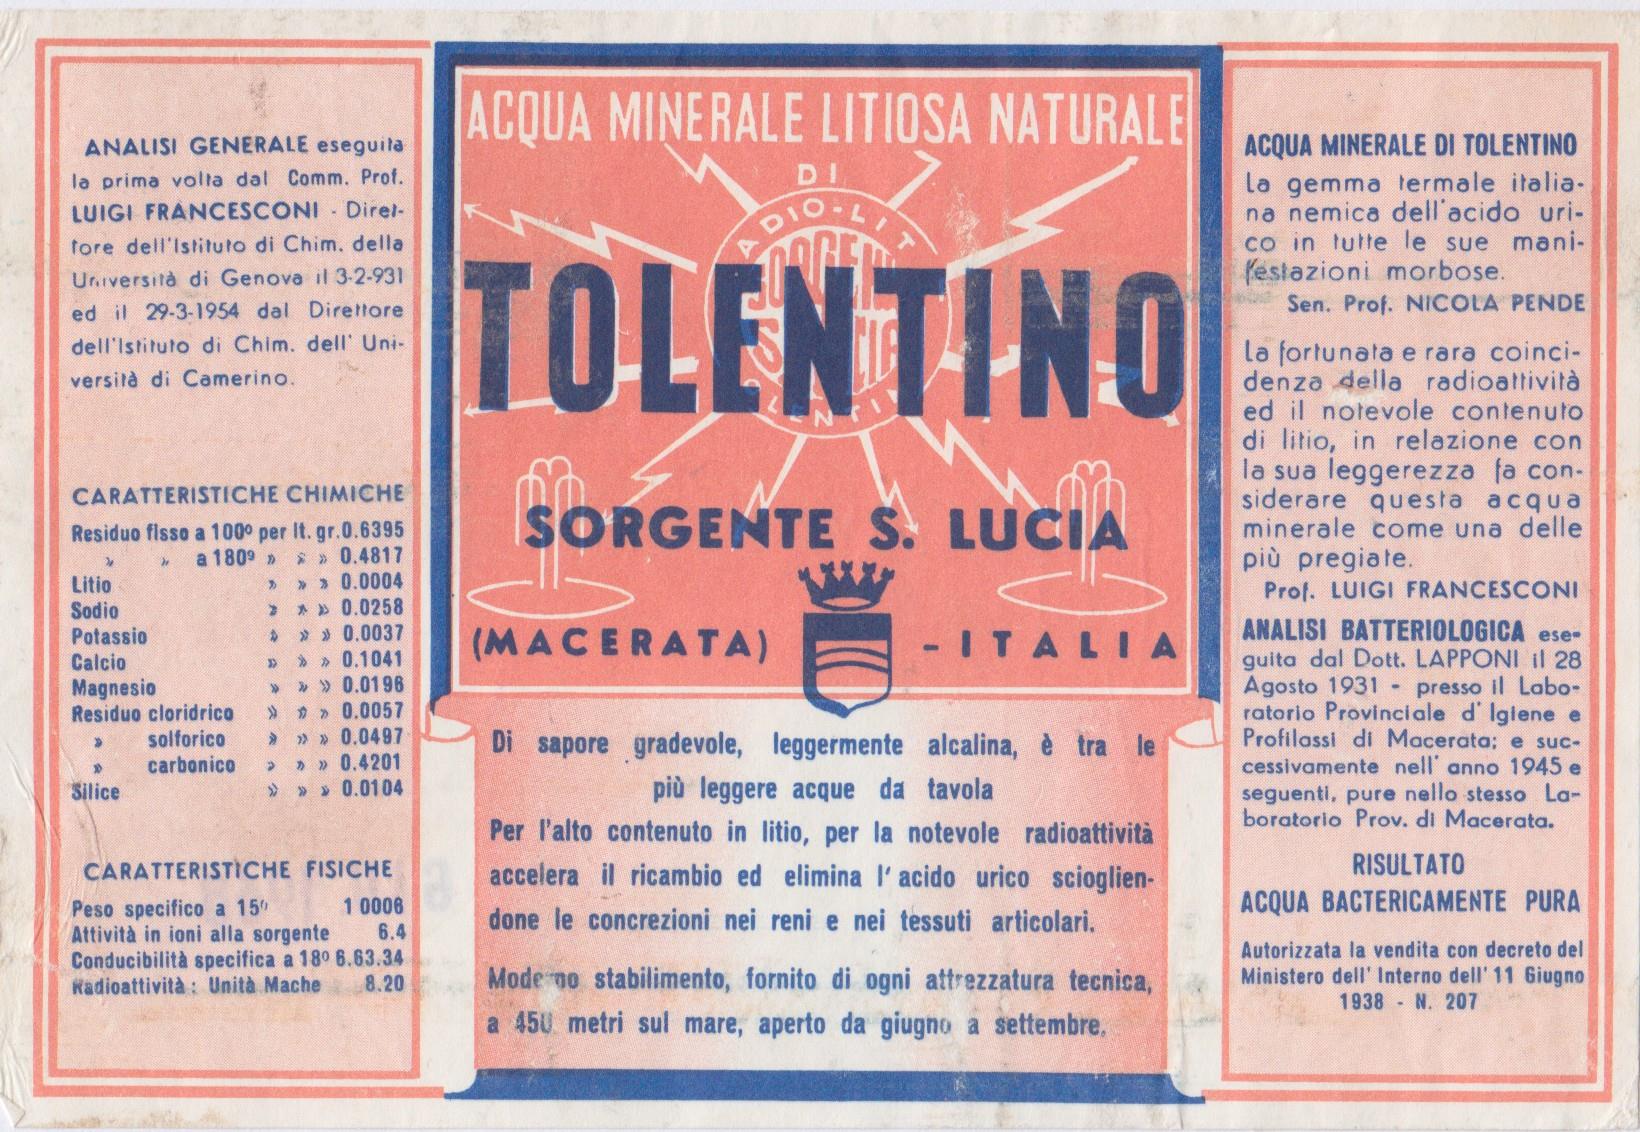 ANALISI GENERALE eseguita
la prima volta dal Comm. Prof.
LUIGI FRANCESCONI - Diret-
tore dell'Istituto di Chim. della
Università di Genova il 3-2-931
ed il 29-3-1954 dal Direttore
dell'Istituto di Chim. dell' Uni-
versità di Camerino.
CARATTERISTICHE CHIMICHE
Residuo fisso a 100º per lt. gr. 0.6395
» » a 180º » » » 0.4817
Litio » » » 0.0004
Sodio » » » 0.0258
Potassio » » » 0.0037
Calcio » » » 0.1041
Magnesio » » » 0.0196
Residuo cloridrico » » » 0.0057
» solforico » » » 0.0497
» carbonico » » » 0.4201
Silice » » » 0.0104
CARATTERISTICHE FISICHE
Peso specifico a 15º 1 0006
Attività in ioni alla sorgente 6.4
Conducibilità specifica a 18º 6.63.34
Radioattività : Unità Mache 8.20
ACQUA MINERALE LITIOSA NATURALE
DI
TOLENTINO
SORGENTE S. LUCIA
(MACERATA) - ITALIA
Di sapore gradevole, leggermente alcalina, è tra le
più leggere acque da tavola
Per l'alto contenuto in litio, per la notevole radioattività
accelera il ricambio ed elimina l'acido urico scioglien-
done le concrezioni nei reni e nei tessuti articolari.
Moderno stabilimento, fornito di ogni attrezzatura tecnica,
a 450 metri sul mare, aperto da giugno a settembre.
ACQUA MINERALE DI TOLENTINO
La gemma termale italia-
na nemica dell'acido uri-
co in tutte le sue mani-
festazioni morbose.
Sen. Prof. NICOLA PENDE
La fortunata e rara coinci-
denza della radioattività
ed il notevole contenuto
di litio, in relazione con
la sua leggerezza fa con-
siderare questa acqua
minerale come una delle
più pregiate.
Prof. LUIGI FRANCESCONI
ANALISI BATTERIOLOGICA ese-
guita dal Dott. LAPPONI il 28
Agosto 1931 - presso il Labo-
ratorio Provinciale d' Igiene e
Profilassi di Macerata; e suc-
cessivamente nell' anno 1945 e
seguenti, pure nello stesso La-
boratorio Prov. di Macerata.
RISULTATO
ACQUA BACTERICAMENTE PURA
Autorizzata la vendita con decreto del
Ministero dell' Interno dell' 11 Giugno
1938 - N. 207